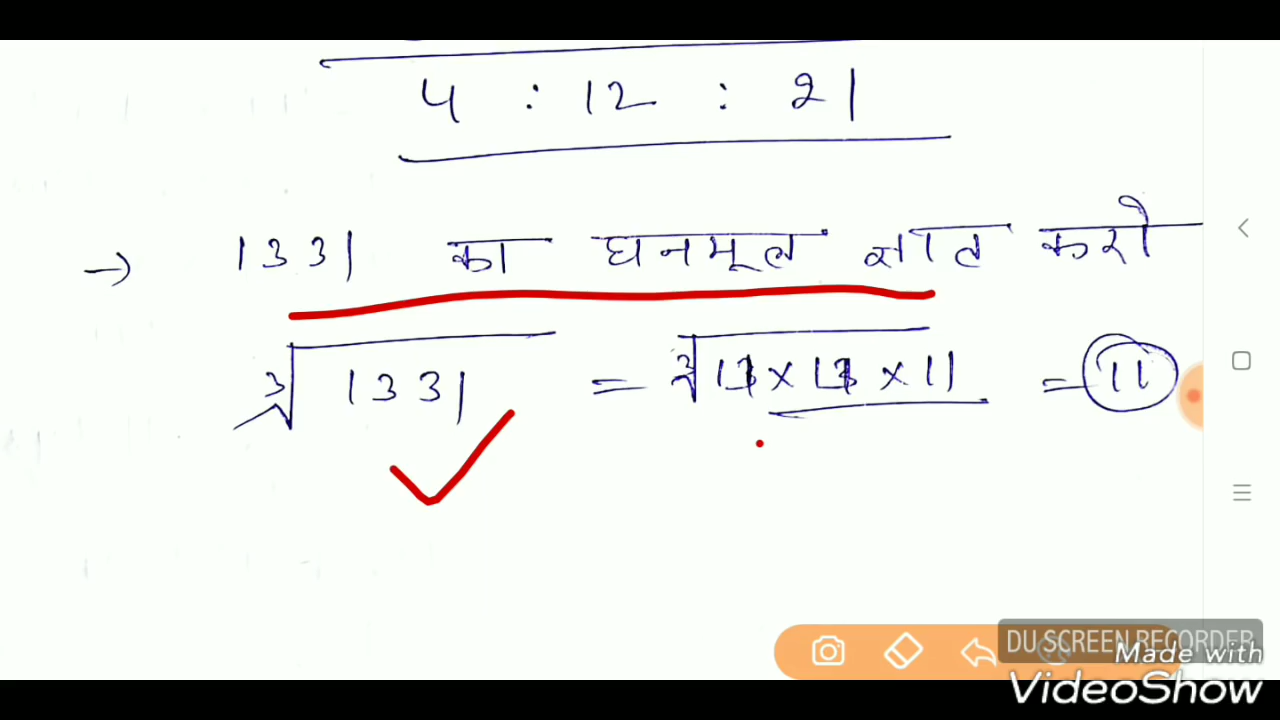 4 : 12 : 21
→ 1331 का घनमूल ज्ञात करो
∛1331 = ∛11×11×11 = 11
DU SCREEN RECORDER
Made with
VideoShow